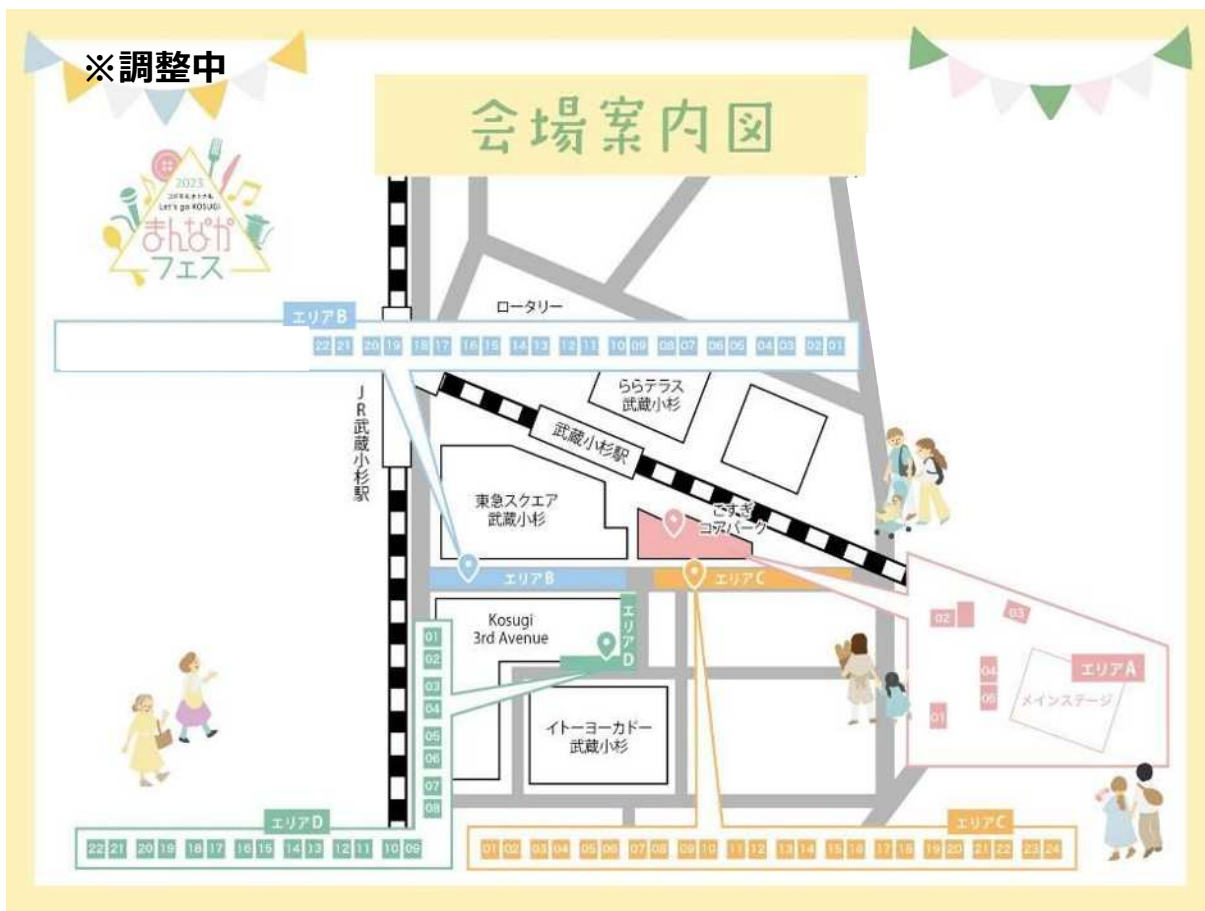 ※調整中
会場案内図
2023
Let's go KOSUGI
まんなか
フェス
ロータリー
エリアB
22 21 20 19 18 17 16 15 14 13 12 11 10 09 08 07 06 05 04 03 02 01
ららテラス
武蔵小杉
JR武蔵小杉駅
武蔵小杉駅
東急スクエア
武蔵小杉
こすぎ
コアパーク
エリアB
エリアC
Kosugi
3rd Avenue
エリアD
イトーヨーカドー
武蔵小杉
02
03
04
05
01
エリアA
メインステージ
01
02
03
04
05
06
07
08
エリアD
22 21 20 19 18 17 16 15 14 13 12 11 10 09
エリアC
01 02 03 04 05 06 07 08 09 10 11 12 13 14 15 16 17 18 19 20 21 22 23 24